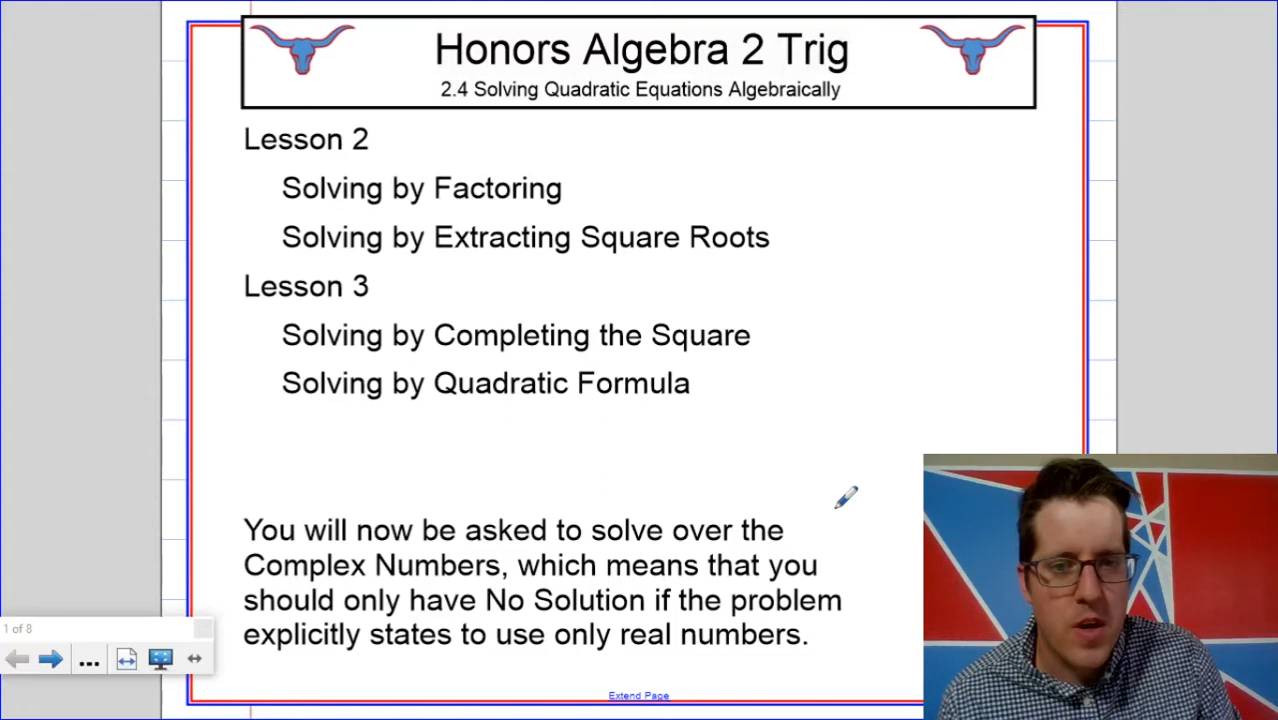 Honors Algebra 2 Trig
2.4 Solving Quadratic Equations Algebraically
Lesson 2
Solving by Factoring
Solving by Extracting Square Roots
Lesson 3
Solving by Completing the Square
Solving by Quadratic Formula
You will now be asked to solve over the
Complex Numbers, which means that you
should only have No Solution if the problem
explicitly states to use only real numbers.
1 of 8
...
Extend Page